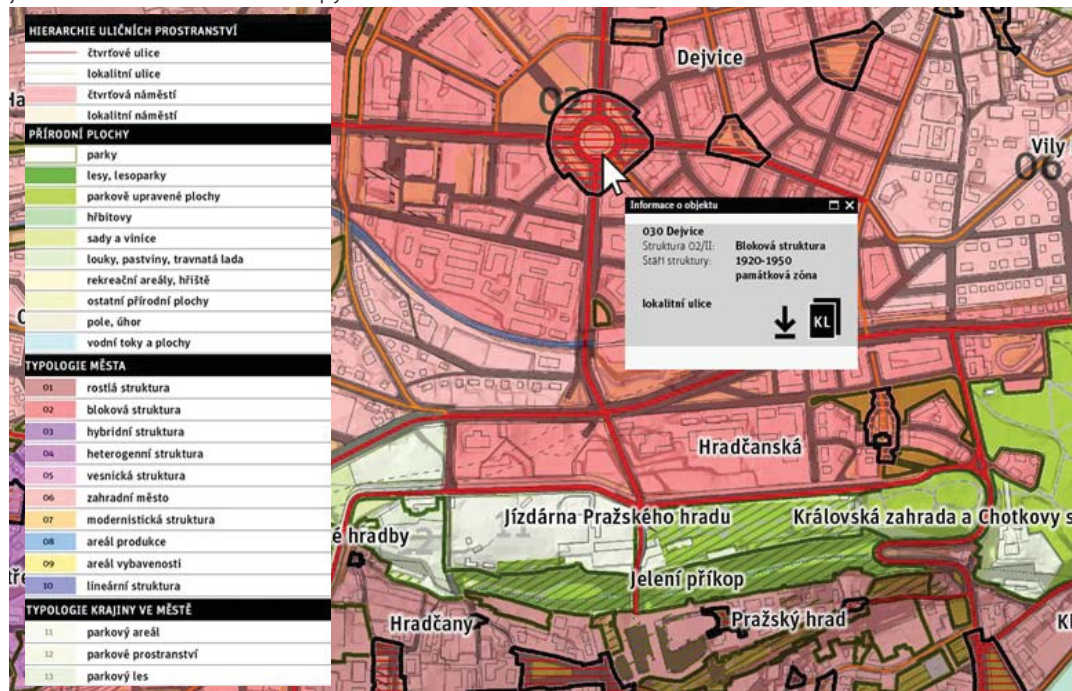 HIERARCHIE ULIČNÍCH PROSTRANSTVÍ
čtvrťové ulice
lokalitní ulice
čtvrťová náměstí
lokalitní náměstí
PŘÍRODNÍ PLOCHY
parky
lesy, lesoparky
parkově upravené plochy
hřbitovy
sady a vinice
louky, pastviny, travnatá lada
rekreační areály, hřiště
ostatní přírodní plochy
pole, úhor
vodní toky a plochy
TYPOLOGIE MĚSTA
01 rostlá struktura
02 bloková struktura
03 hybridní struktura
04 heterogenní struktura
05 vesnická struktura
06 zahradní město
07 modernistická struktura
08 areál produkce
09 areál vybavenosti
10 lineární struktura
TYPOLOGIE KRAJINY VE MĚSTĚ
11 parkový areál
12 parkové prostranství
13 parkový les
Dejvice
02
Vily
06
Informace o objektu
030 Dejvice
Struktura 02/II: Bloková struktura
Stáří struktury: 1920-1950
památková zóna
lokalitní ulice
KL
Hradčanská
Jízdárna Pražského hradu
Královská zahrada a Chotkovy s
é hradby
12
11
Jelení příkop
Hradčany
Pražský hrad
Kl